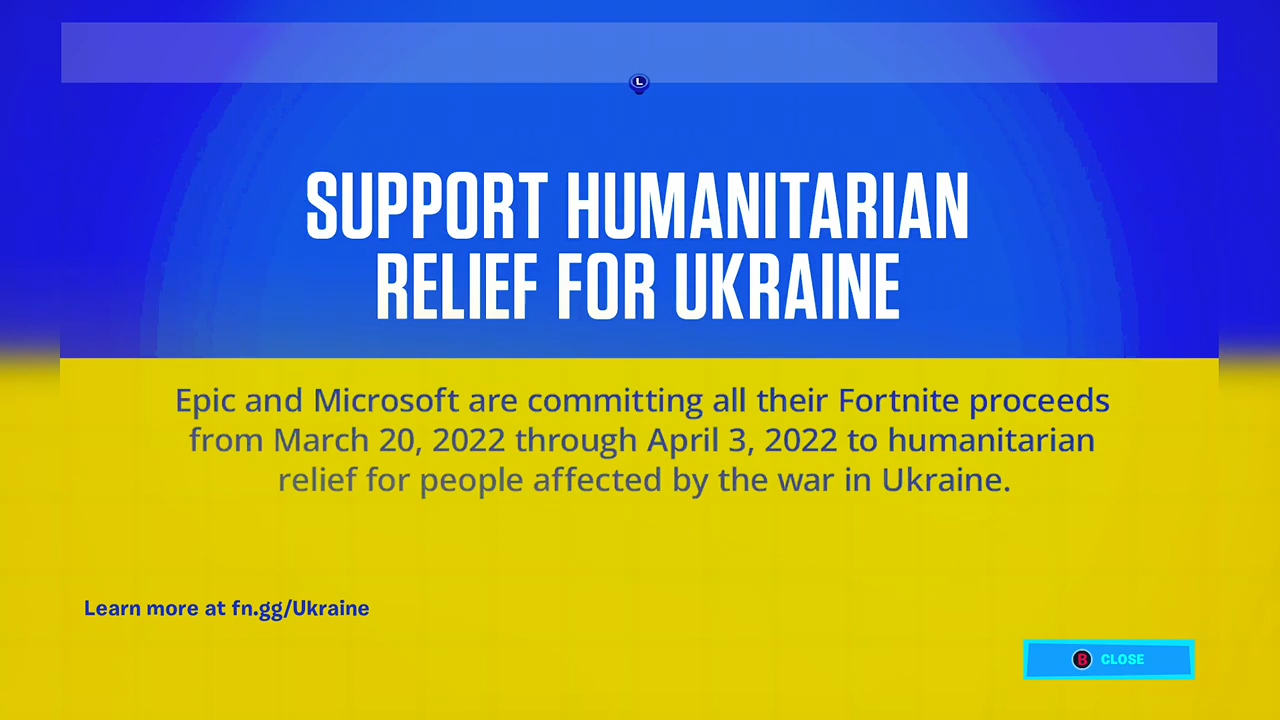 L
SUPPORT HUMANITARIAN
RELIEF FOR UKRAINE
Epic and Microsoft are committing all their Fortnite proceeds
from March 20, 2022 through April 3, 2022 to humanitarian
relief for people affected by the war in Ukraine.
Learn more at fn.gg/Ukraine
B CLOSE